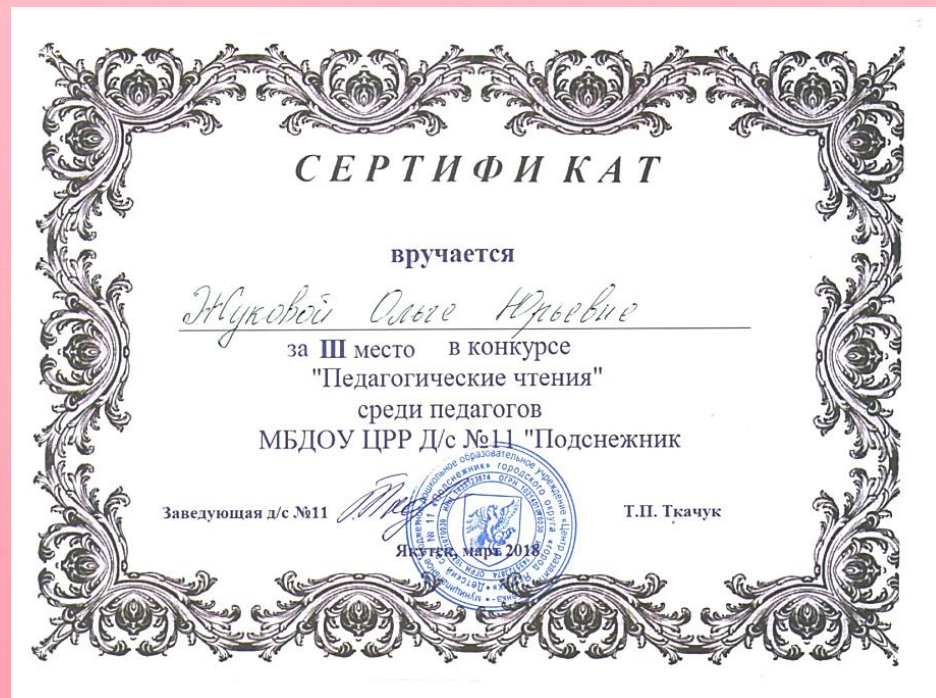 СЕРТИФИКАТ
вручается
Жуковой Ольге Юрьевне
за III место в конкурсе
"Педагогические чтения"
среди педагогов
МБДОУ ЦРР Д/с №11 "Подснежник
Заведующая д/с №11 Т.П. Ткачук
Якутск, март 2018